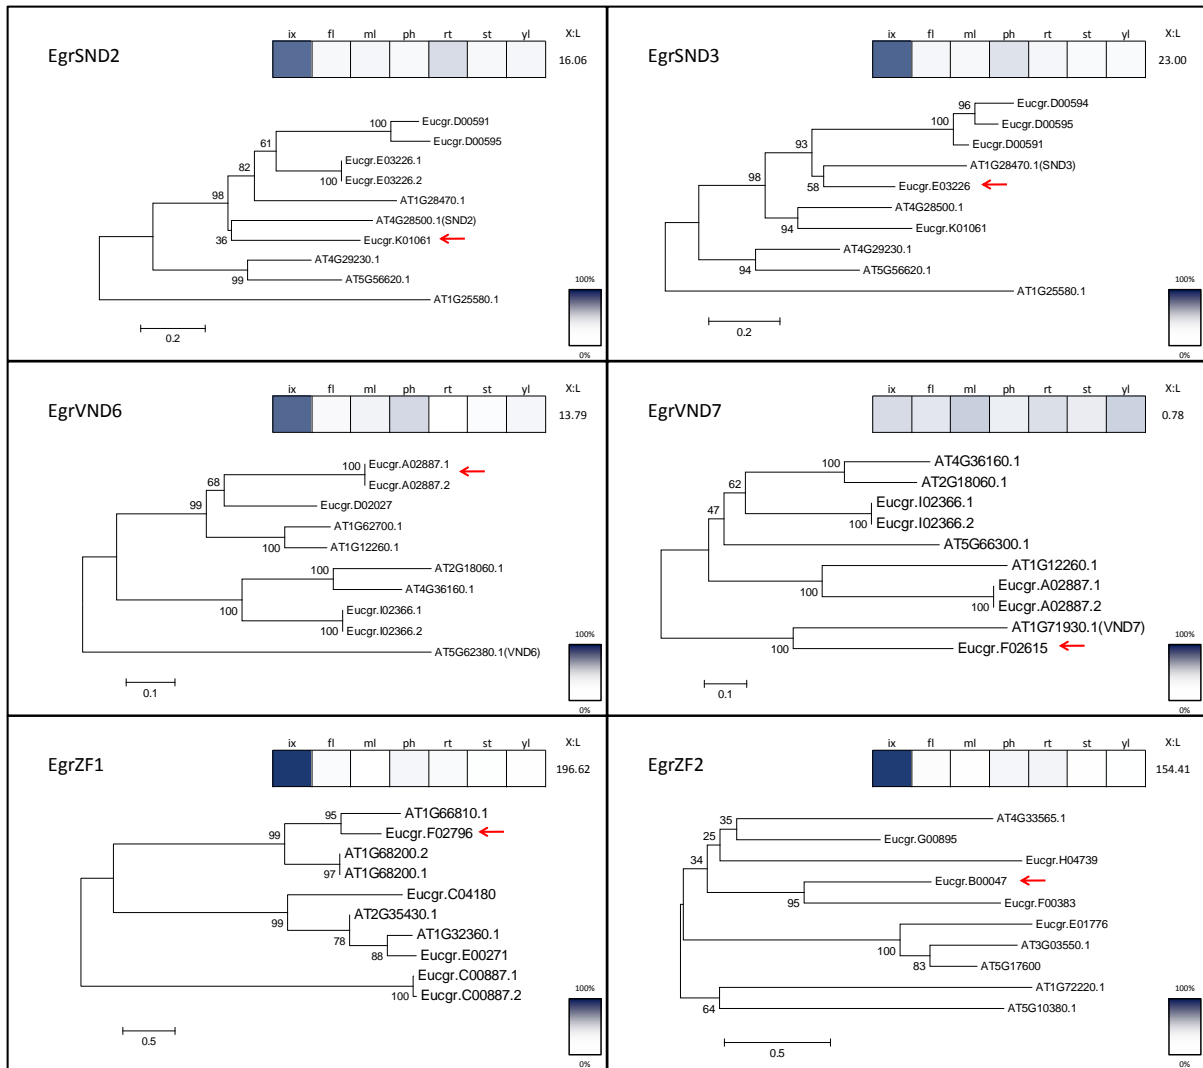 EgrSND2
ix fl ml ph rt st yl X:L
16.06
100 Eucgr.D00591
Eucgr.D00595
61
Eucgr.E03226.1
100 Eucgr.E03226.2
82
AT1G28470.1
98
AT4G28500.1(SND2)
36 Eucgr.K01061
AT4G29230.1
99 AT5G56620.1
AT1G25580.1
0.2
100%
0%
EgrSND3
ix fl ml ph rt st yl X:L
23.00
96 Eucgr.D00594
Eucgr.D00595
100
Eucgr.D00591
93
AT1G28470.1(SND3)
58 Eucgr.E03226
98
AT4G28500.1
94 Eucgr.K01061
AT4G29230.1
94 AT5G56620.1
AT1G25580.1
0.2
100%
0%
EgrVND6
ix fl ml ph rt st yl X:L
13.79
100 Eucgr.A02887.1
Eucgr.A02887.2
68
Eucgr.D02027
99
AT1G62700.1
100 AT1G12260.1
100 AT2G18060.1
AT4G36160.1
100
Eucgr.I02366.1
100 Eucgr.I02366.2
AT5G62380.1(VND6)
0.1
100%
0%
EgrVND7
ix fl ml ph rt st yl X:L
0.78
100 AT4G36160.1
AT2G18060.1
62
Eucgr.I02366.1
100 Eucgr.I02366.2
47
AT5G66300.1
AT1G12260.1
100
Eucgr.A02887.1
100 Eucgr.A02887.2
AT1G71930.1(VND7)
100 Eucgr.F02615
0.1
100%
0%
EgrZF1
ix fl ml ph rt st yl X:L
196.62
95 AT1G66810.1
Eucgr.F02796
99
AT1G68200.2
97 AT1G68200.1
Eucgr.C04180
99
AT2G35430.1
78
AT1G32360.1
88 Eucgr.E00271
Eucgr.C00887.1
100 Eucgr.C00887.2
0.5
100%
0%
EgrZF2
ix fl ml ph rt st yl X:L
154.41
35 AT4G33565.1
Eucgr.G00895
25
Eucgr.H04739
34
Eucgr.B00047
95 Eucgr.F00383
Eucgr.E01776
100
AT3G03550.1
83 AT5G17600
AT1G72220.1
64 AT5G10380.1
0.5
100%
0%